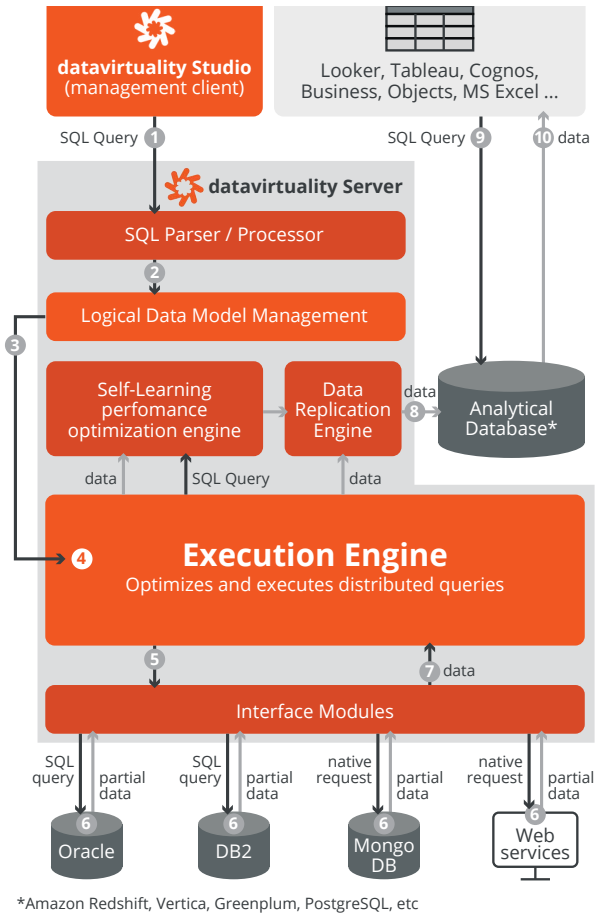 datavirtuality Studio
(management client)
Looker, Tableau, Cognos,
Business, Objects, MS Excel ...
SQL Query 1
SQL Query 9
10 data
datavirtuality Server
SQL Parser / Processor
2
Logical Data Model Management
3
Self-Learning
perfomance
optimization engine
Data
Replication
Engine
data
8
Analytical
Database*
data
SQL Query
data
4
Execution Engine
Optimizes and executes distributed queries
5
7 data
Interface Modules
SQL
query
partial
data
SQL
query
partial
data
native
request
partial
data
native
request
partial
data
6
Oracle
6
DB2
6
Mongo
DB
6
Web
services
*Amazon Redshift, Vertica, Greenplum, PostgreSQL, etc